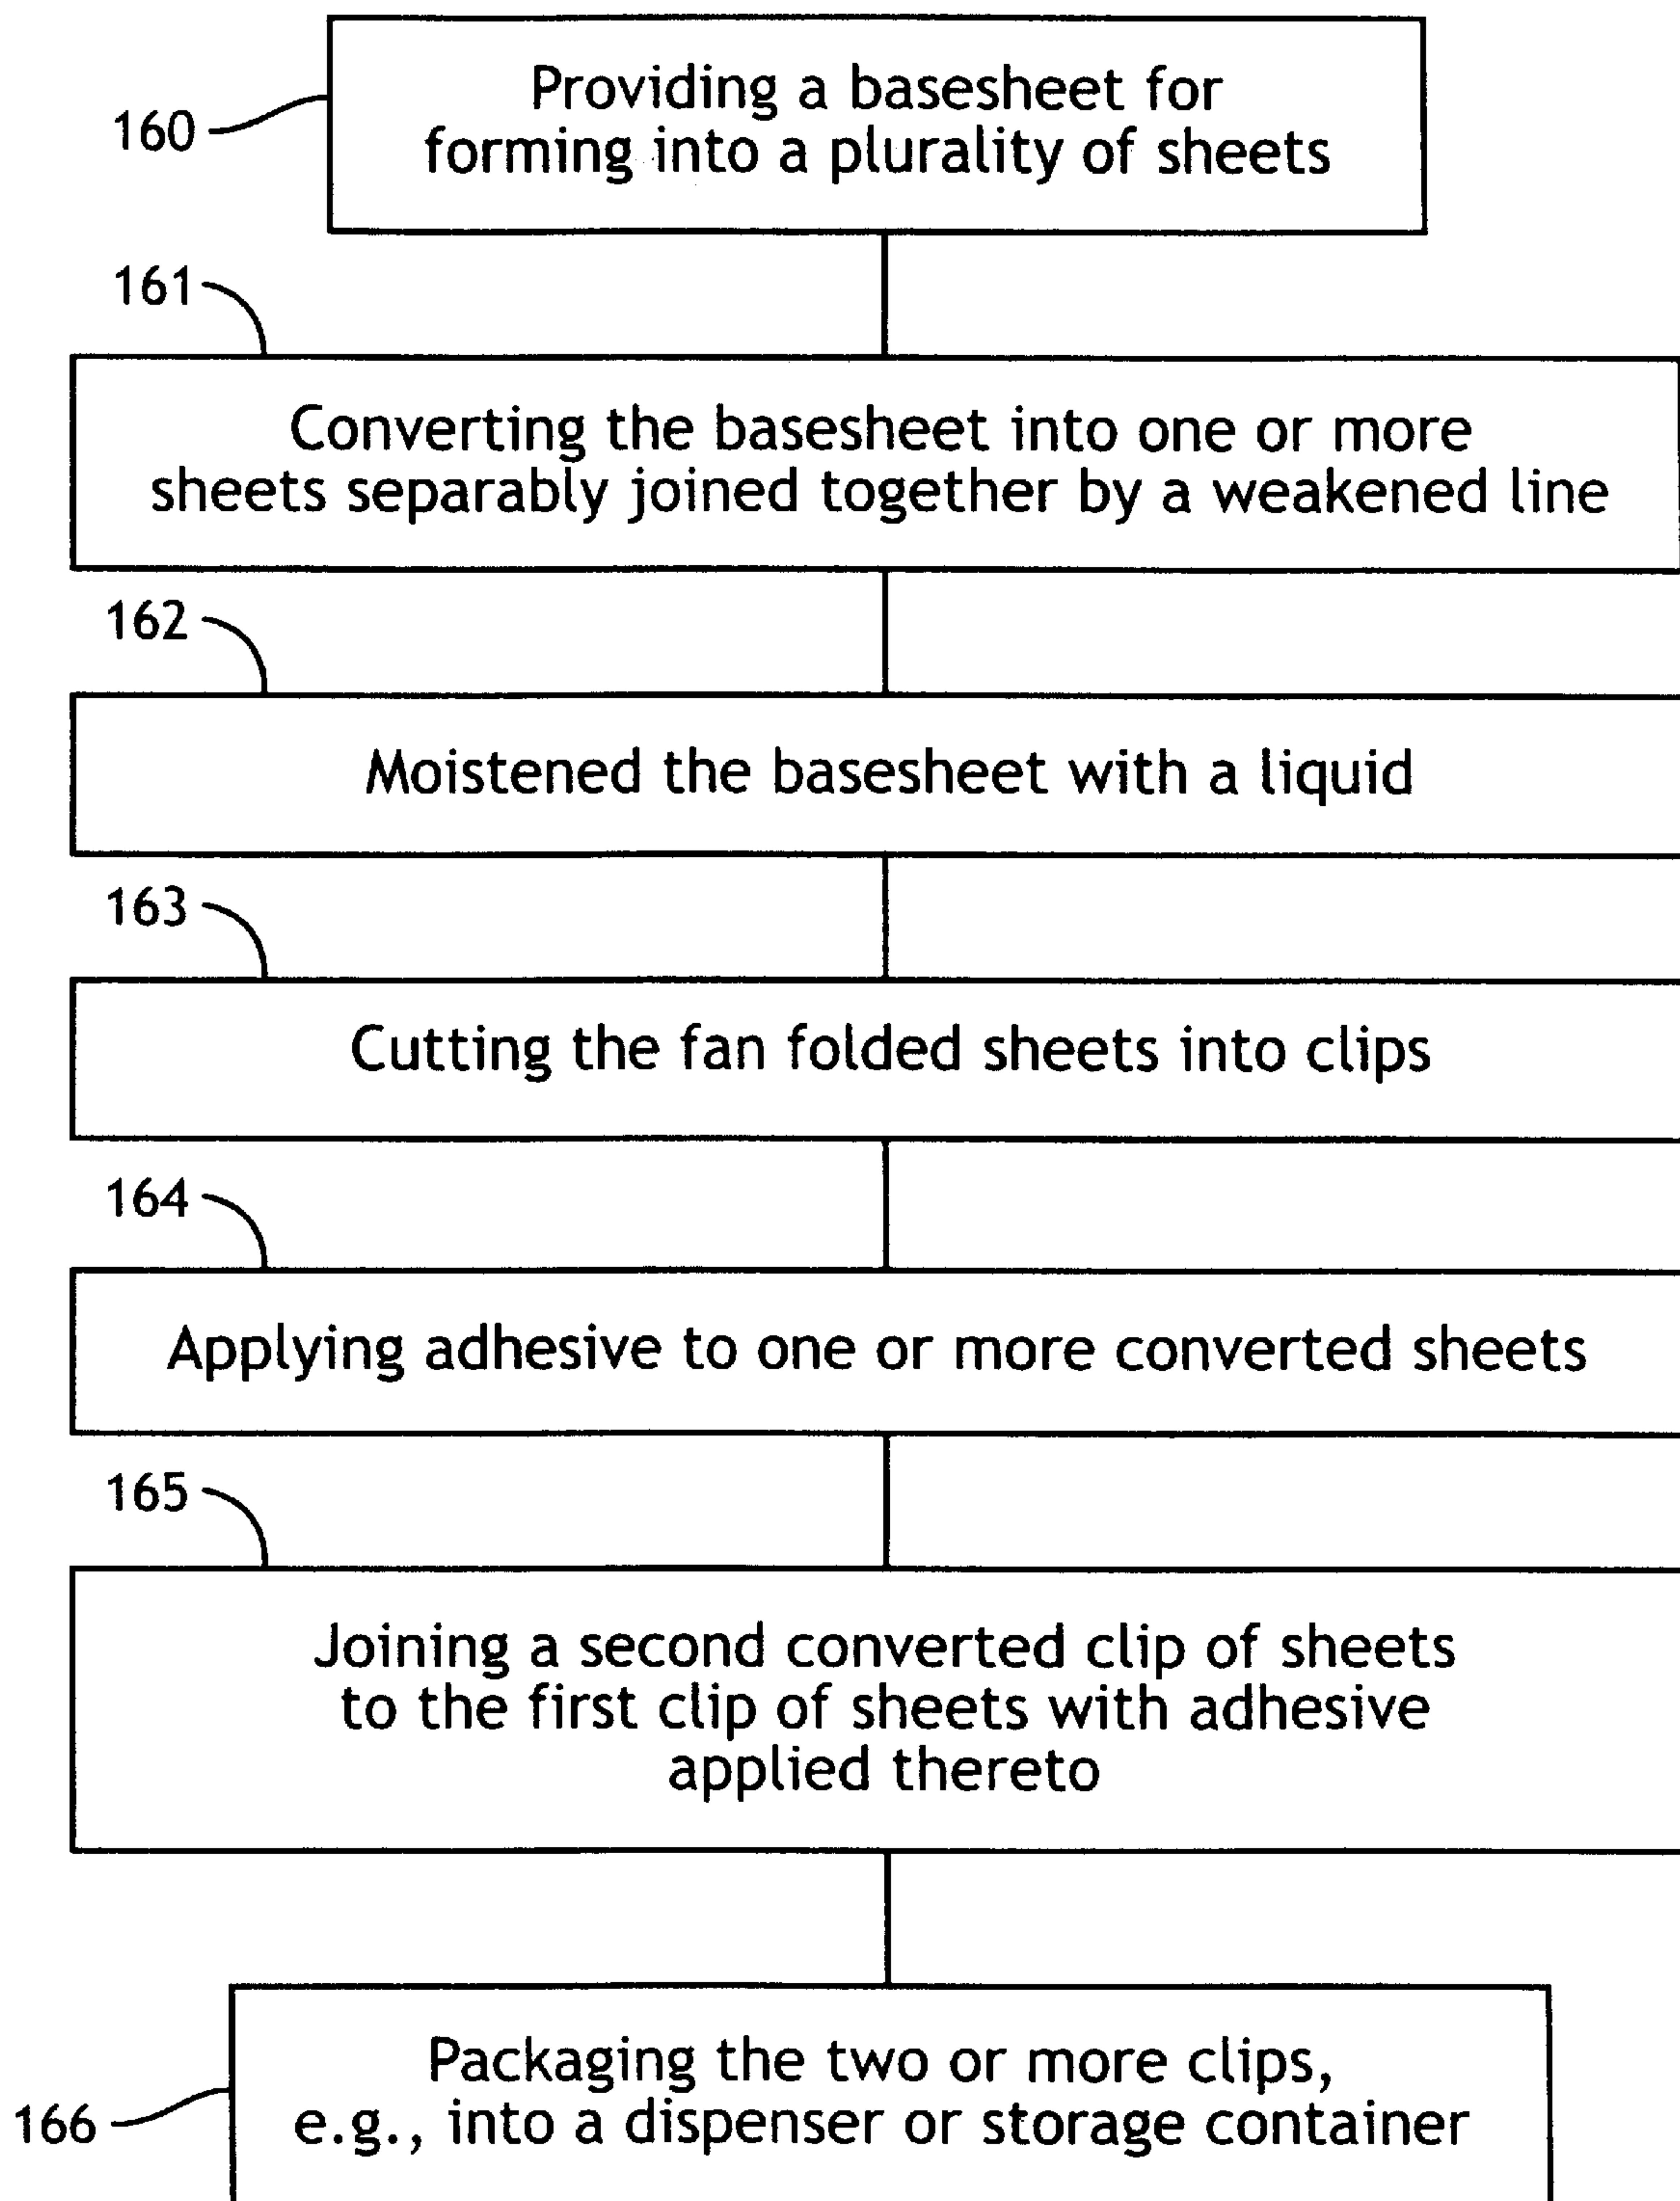 160
Providing a basesheet for
forming into a plurality of sheets
161
Converting the basesheet into one or more
sheets separably joined together by a weakened line
162
Moistened the basesheet with a liquid
163
Cutting the fan folded sheets into clips
164
Applying adhesive to one or more converted sheets
165
Joining a second converted clip of sheets
to the first clip of sheets with adhesive
applied thereto
166
Packaging the two or more clips,
e.g., into a dispenser or storage container